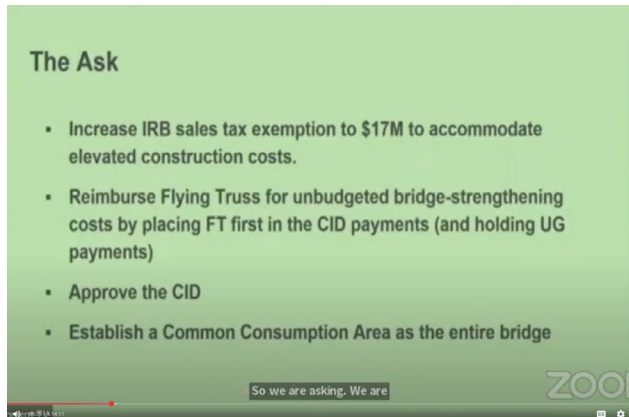 The Ask
▪ Increase IRB sales tax exemption to $17M to accommodate
elevated construction costs.
▪ Reimburse Flying Truss for unbudgeted bridge-strengthening
costs by placing FT first in the CID payments (and holding UG
payments)
▪ Approve the CID
▪ Establish a Common Consumption Area as the entire bridge
So we are asking. We are